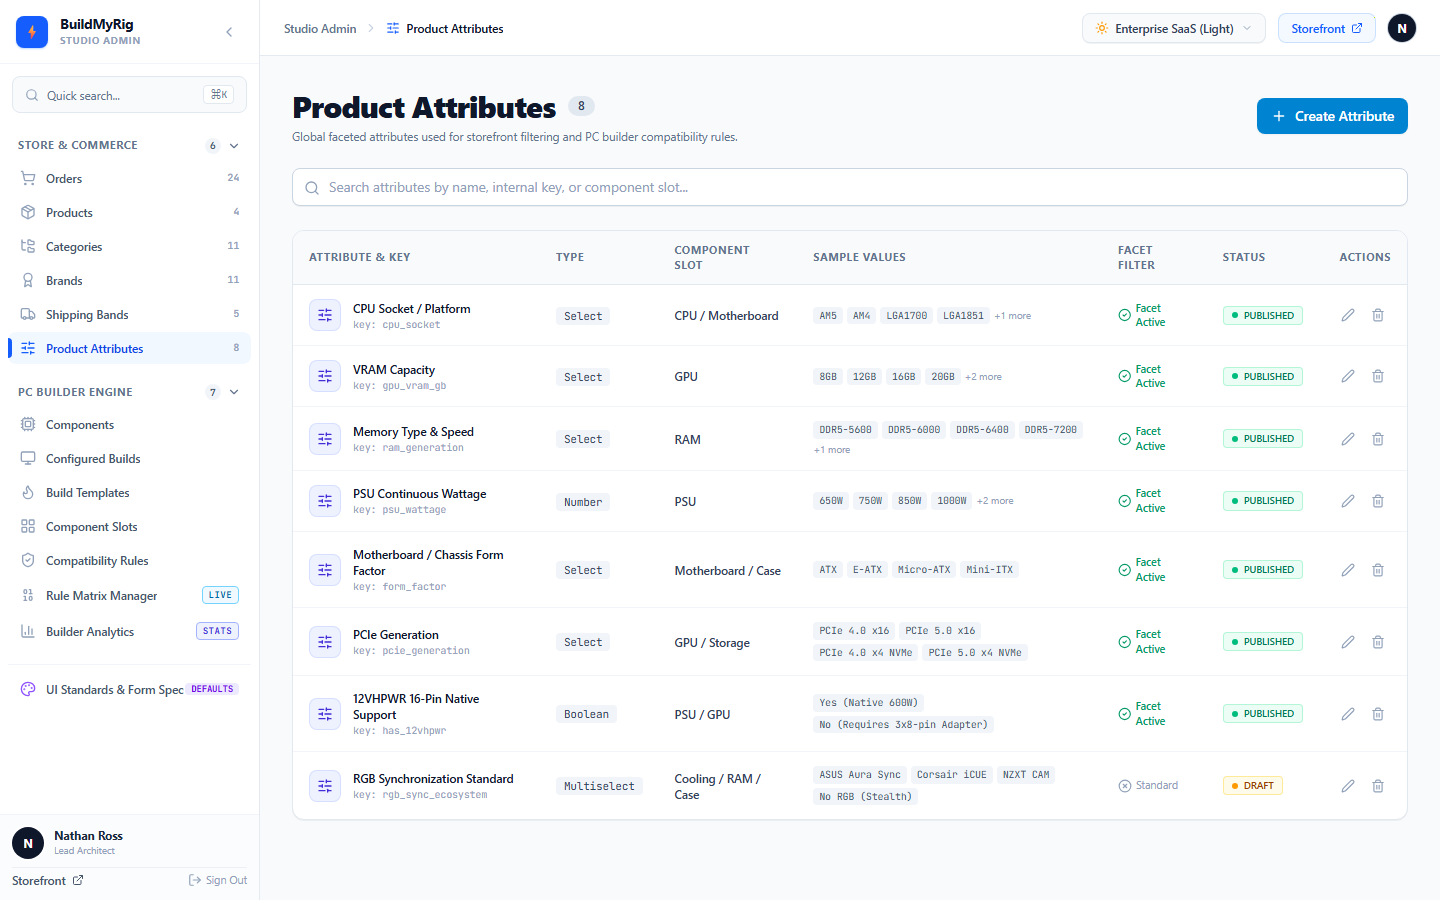 BuildMyRig
STUDIO ADMIN
Quick search...
⌘K
STORE & COMMERCE
6
Orders
24
Products
4
Categories
11
Brands
11
Shipping Bands
5
Product Attributes
8
PC BUILDER ENGINE
7
Components
Configured Builds
Build Templates
Component Slots
Compatibility Rules
Rule Matrix Manager
LIVE
Builder Analytics
STATS
UI Standards & Form Spec
DEFAULTS
N
Nathan Ross
Lead Architect
Storefront
Sign Out
Studio Admin
Product Attributes
Enterprise SaaS (Light)
Storefront
N
Product Attributes
8
Global faceted attributes used for storefront filtering and PC builder compatibility rules.
Create Attribute
Search attributes by name, internal key, or component slot...
ATTRIBUTE & KEY
TYPE
COMPONENT
SLOT
SAMPLE VALUES
FACET
FILTER
STATUS
ACTIONS
CPU Socket / Platform
key: cpu_socket
Select
CPU / Motherboard
AM5 AM4 LGA1700 LGA1851 +1 more
Facet
Active
PUBLISHED
VRAM Capacity
key: gpu_vram_gb
Select
GPU
8GB 12GB 16GB 20GB +2 more
Facet
Active
PUBLISHED
Memory Type & Speed
key: ram_generation
Select
RAM
DDR5-5600 DDR5-6000 DDR5-6400 DDR5-7200
+1 more
Facet
Active
PUBLISHED
PSU Continuous Wattage
key: psu_wattage
Number
PSU
650W 750W 850W 1000W +2 more
Facet
Active
PUBLISHED
Motherboard / Chassis Form
Factor
key: form_factor
Select
Motherboard / Case
ATX E-ATX Micro-ATX Mini-ITX
Facet
Active
PUBLISHED
PCIe Generation
key: pcie_generation
Select
GPU / Storage
PCIe 4.0 x16 PCIe 5.0 x16
PCIe 4.0 x4 NVMe PCIe 5.0 x4 NVMe
Facet
Active
PUBLISHED
12VHPWR 16-Pin Native
Support
key: has_12vhpwr
Boolean
PSU / GPU
Yes (Native 600W)
No (Requires 3x8-pin Adapter)
Facet
Active
PUBLISHED
RGB Synchronization Standard
key: rgb_sync_ecosystem
Multiselect
Cooling / RAM /
Case
ASUS Aura Sync Corsair iCUE NZXT CAM
No RGB (Stealth)
Standard
DRAFT